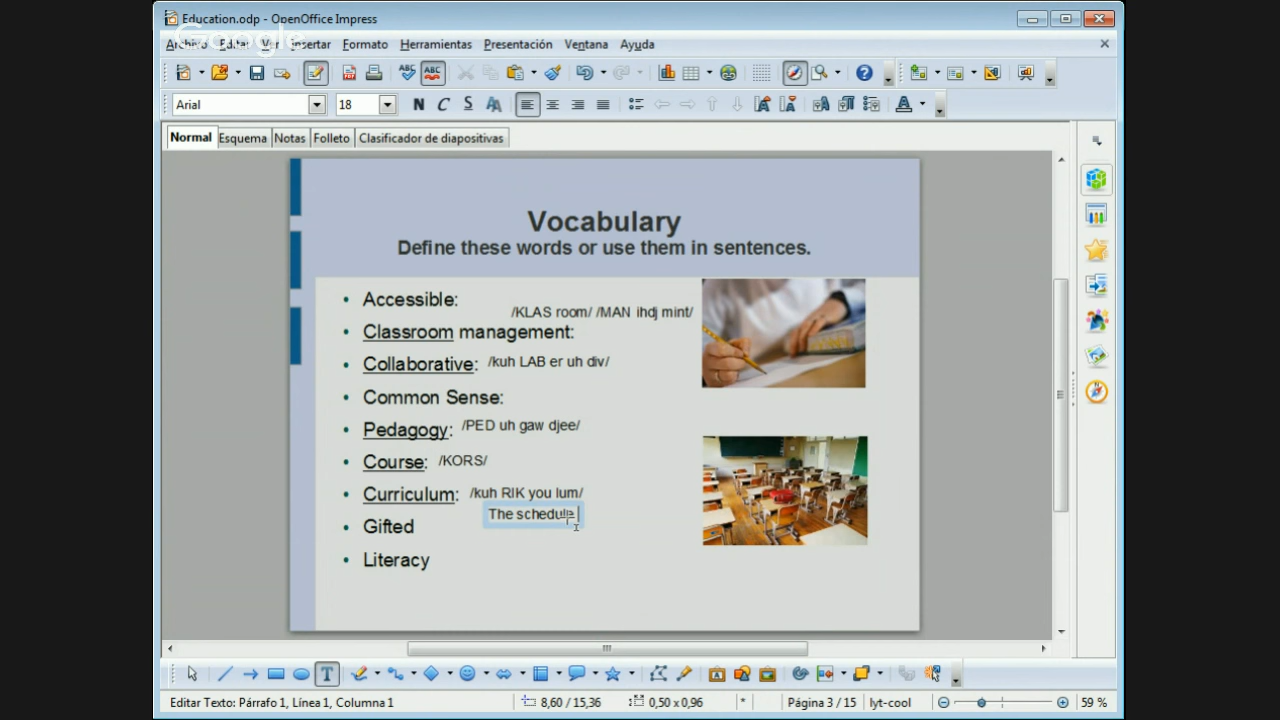 Education.odp - OpenOffice Impress
Google
Archivo Editar Ver Insertar Formato Herramientas Presentación Ventana Ayuda
Arial 18 N C S
Normal Esquema Notas Folleto Clasificador de diapositivas
Vocabulary
Define these words or use them in sentences.
• Accessible:
/KLAS room/ /MAN ihdj mint/
• Classroom management:
• Collaborative: /kuh LAB er uh div/
• Common Sense:
• Pedagogy: /PED uh gaw djee/
• Course: /KORS/
• Curriculum: /kuh RIK you lum/
The schedule
• Gifted
• Literacy
Editar Texto: Párrafo 1, Línea 1, Columna 1 8,60 / 15,36 0,50 x 0,96 * Página 3 / 15 lyt-cool 59 %